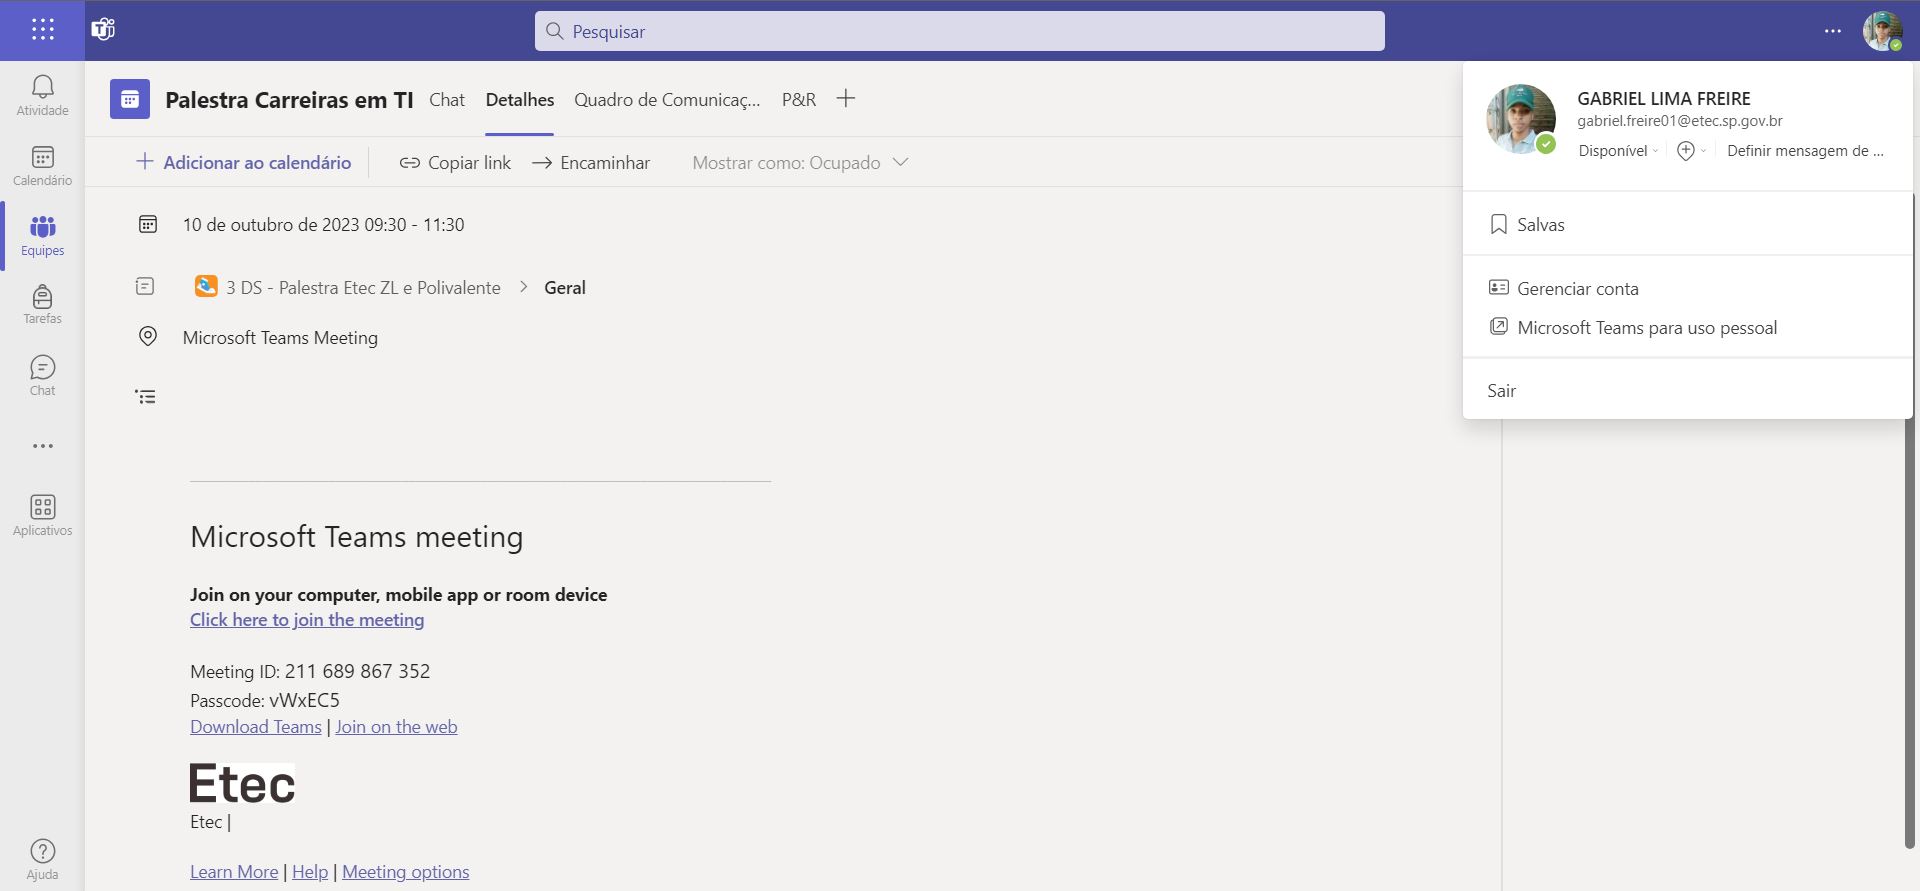 Pesquisar
Atividade
Calendário
Equipes
Tarefas
Chat
Aplicativos
Ajuda
Palestra Carreiras em TI Chat Detalhes Quadro de Comunicaç... P&R
Adicionar ao calendário Copiar link Encaminhar Mostrar como: Ocupado
10 de outubro de 2023 09:30 - 11:30
3 DS - Palestra Etec ZL e Polivalente > Geral
Microsoft Teams Meeting
Microsoft Teams meeting
Join on your computer, mobile app or room device
Click here to join the meeting
Meeting ID: 211 689 867 352
Passcode: vWxEC5
Download Teams | Join on the web
Etec
Etec |
Learn More | Help | Meeting options
GABRIEL LIMA FREIRE
gabriel.freire01@etec.sp.gov.br
Disponível Definir mensagem de ...
Salvas
Gerenciar conta
Microsoft Teams para uso pessoal
Sair